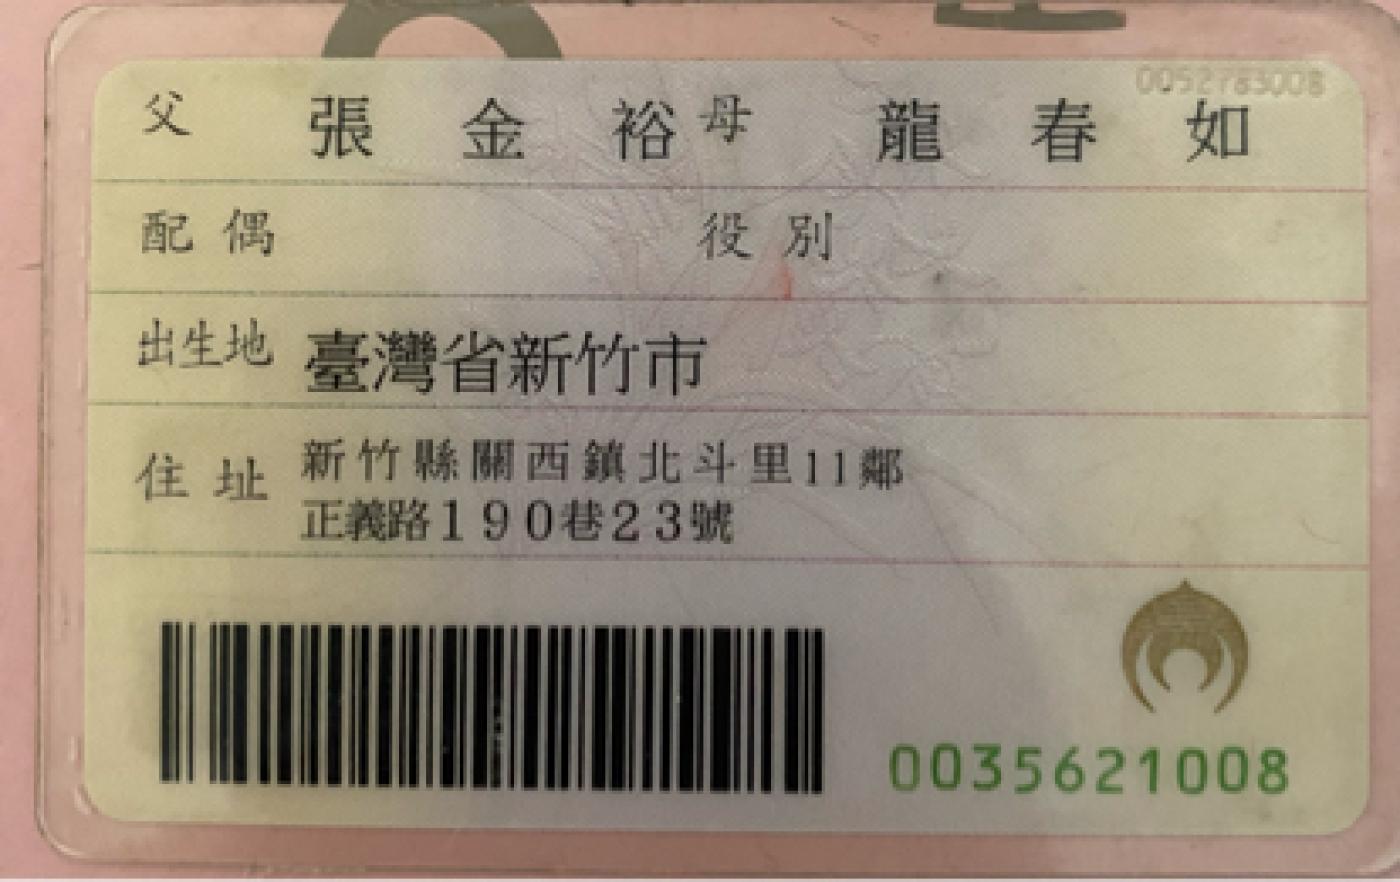 0052783008
父 張金裕 母 龍春如
配偶 役別
出生地 臺灣省新竹市
住址 新竹縣關西鎮北斗里11鄰
正義路190巷23號
0035621008